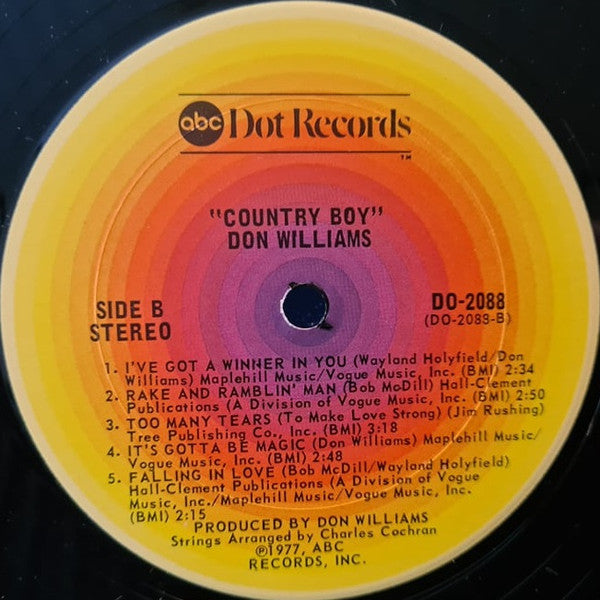 abc Dot Records
™
"COUNTRY BOY"
DON WILLIAMS
SIDE B
STEREO
DO-2088
(DO-2088-B)
1. I'VE GOT A WINNER IN YOU (Wayland Holyfield/Don
Williams) Maplehill Music/Vogue Music, Inc. (BMI) 2:34
2. RAKE AND RAMBLIN' MAN (Bob McDill) Hall-Clement
Publications (A Division of Vogue Music, Inc. (BMI) 2:50
3. TOO MANY TEARS (To Make Love Strong) (Jim Rushing)
Tree Publishing Co., Inc. (BMI) 3:18
4. IT'S GOTTA BE MAGIC (Don Williams) Maplehill Music/
Vogue Music, Inc. (BMI) 2:48
5. FALLING IN LOVE (Bob McDill/Wayland Holyfield)
Hall-Clement Publications (A Division of Vogue
Music, Inc./Maplehill Music/Vogue Music, Inc.
(BMI) 2:15
PRODUCED BY DON WILLIAMS
Strings Arranged by Charles Cochran
℗1977, ABC
RECORDS, INC.